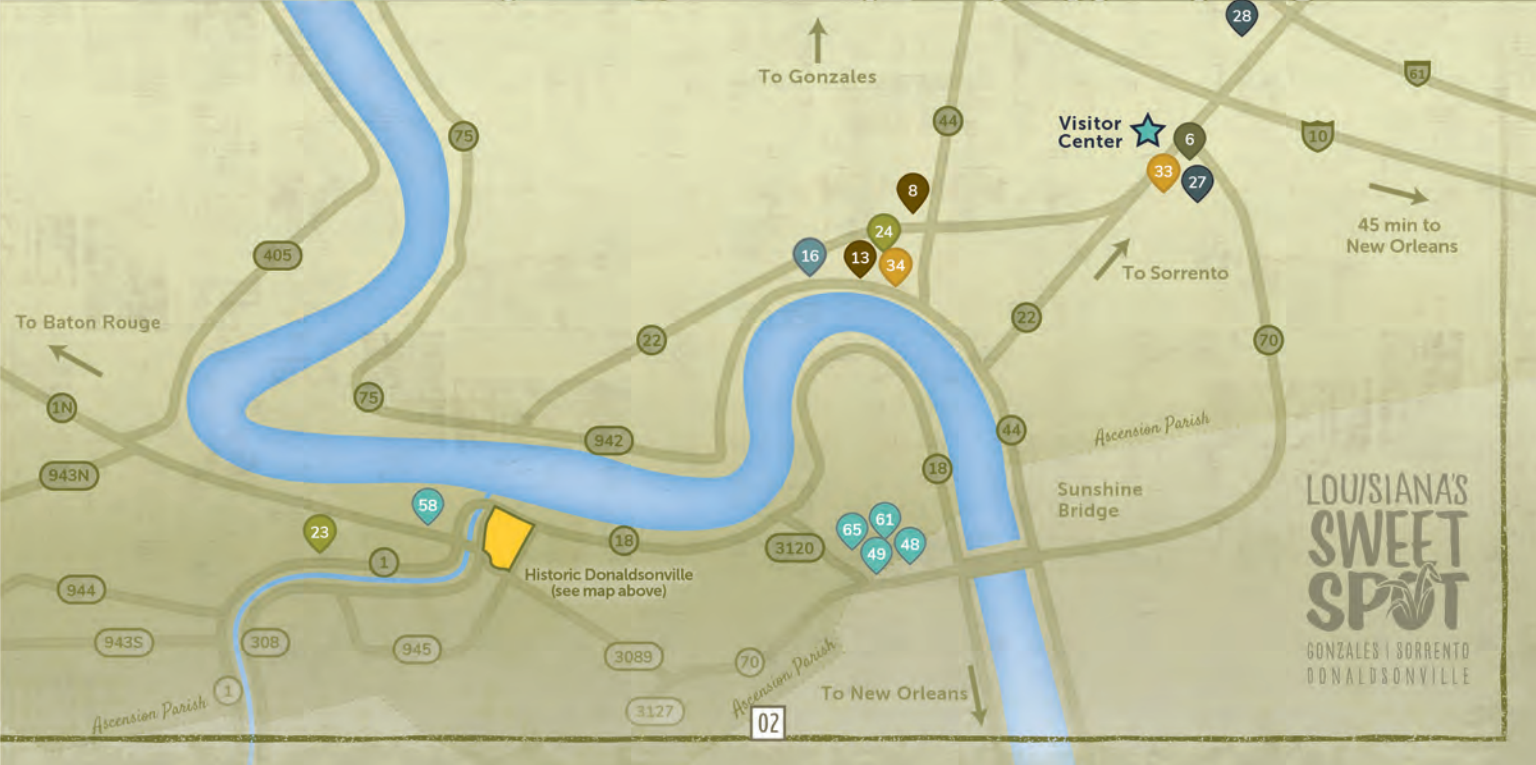 28
To Gonzales
61
44
75
Visitor
Center
6
10
33
27
8
45 min to
New Orleans
24
16
13
34
405
To Sorrento
To Baton Rouge
22
22
70
75
1N
942
44
Ascension Parish
943N
18
Sunshine
Bridge
58
23
65
61
49
48
18
3120
1
Historic Donaldsonville
(see map above)
944
943S
308
945
3089
70
Ascension Parish
1
Ascension Parish
3127
To New Orleans
LOUISIANA'S
SWEET
SPOT
GONZALES | SORRENTO
DONALDSONVILLE
02